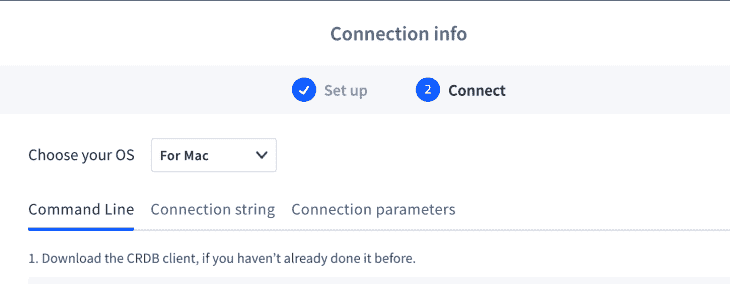 Connection info
Set up
2 Connect
Choose your OS For Mac
Command Line Connection string Connection parameters
1. Download the CRDB client, if you haven't already done it before.